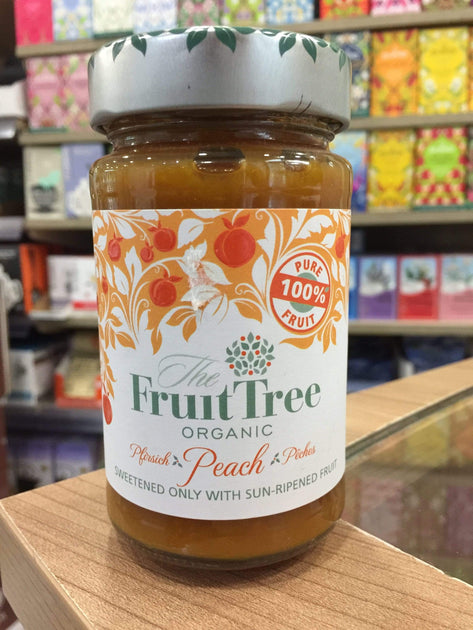 PURE
100%
FRUIT
The
FruitTree
ORGANIC
Pfirsich Peach Pêches
SWEETENED ONLY WITH SUN-RIPENED FRUIT